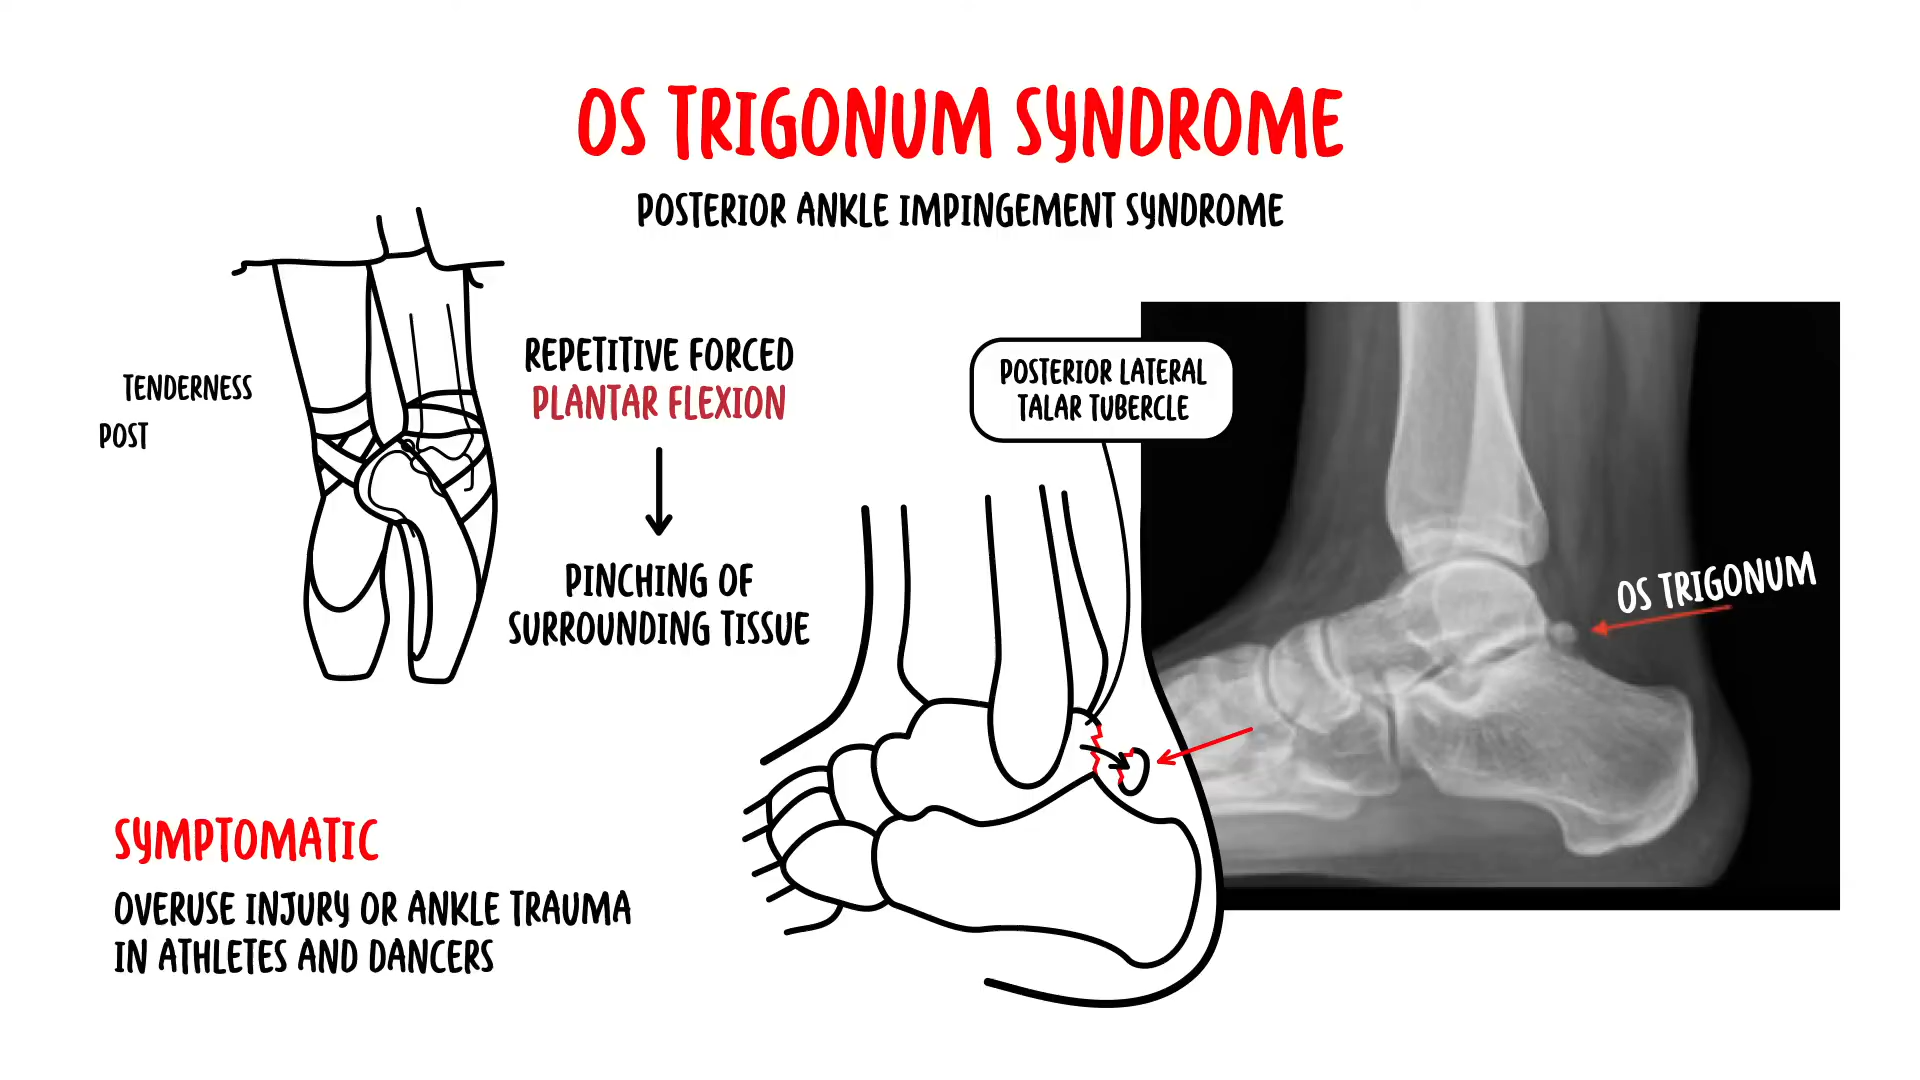 OS TRIGONUM SYNDROME
POSTERIOR ANKLE IMPINGEMENT SYNDROME
TENDERNESS
POST
REPETITIVE FORCED
PLANTAR FLEXION
PINCHING OF
SURROUNDING TISSUE
POSTERIOR LATERAL
TALAR TUBERCLE
OS TRIGONUM
SYMPTOMATIC
OVERUSE INJURY OR ANKLE TRAUMA
IN ATHLETES AND DANCERS